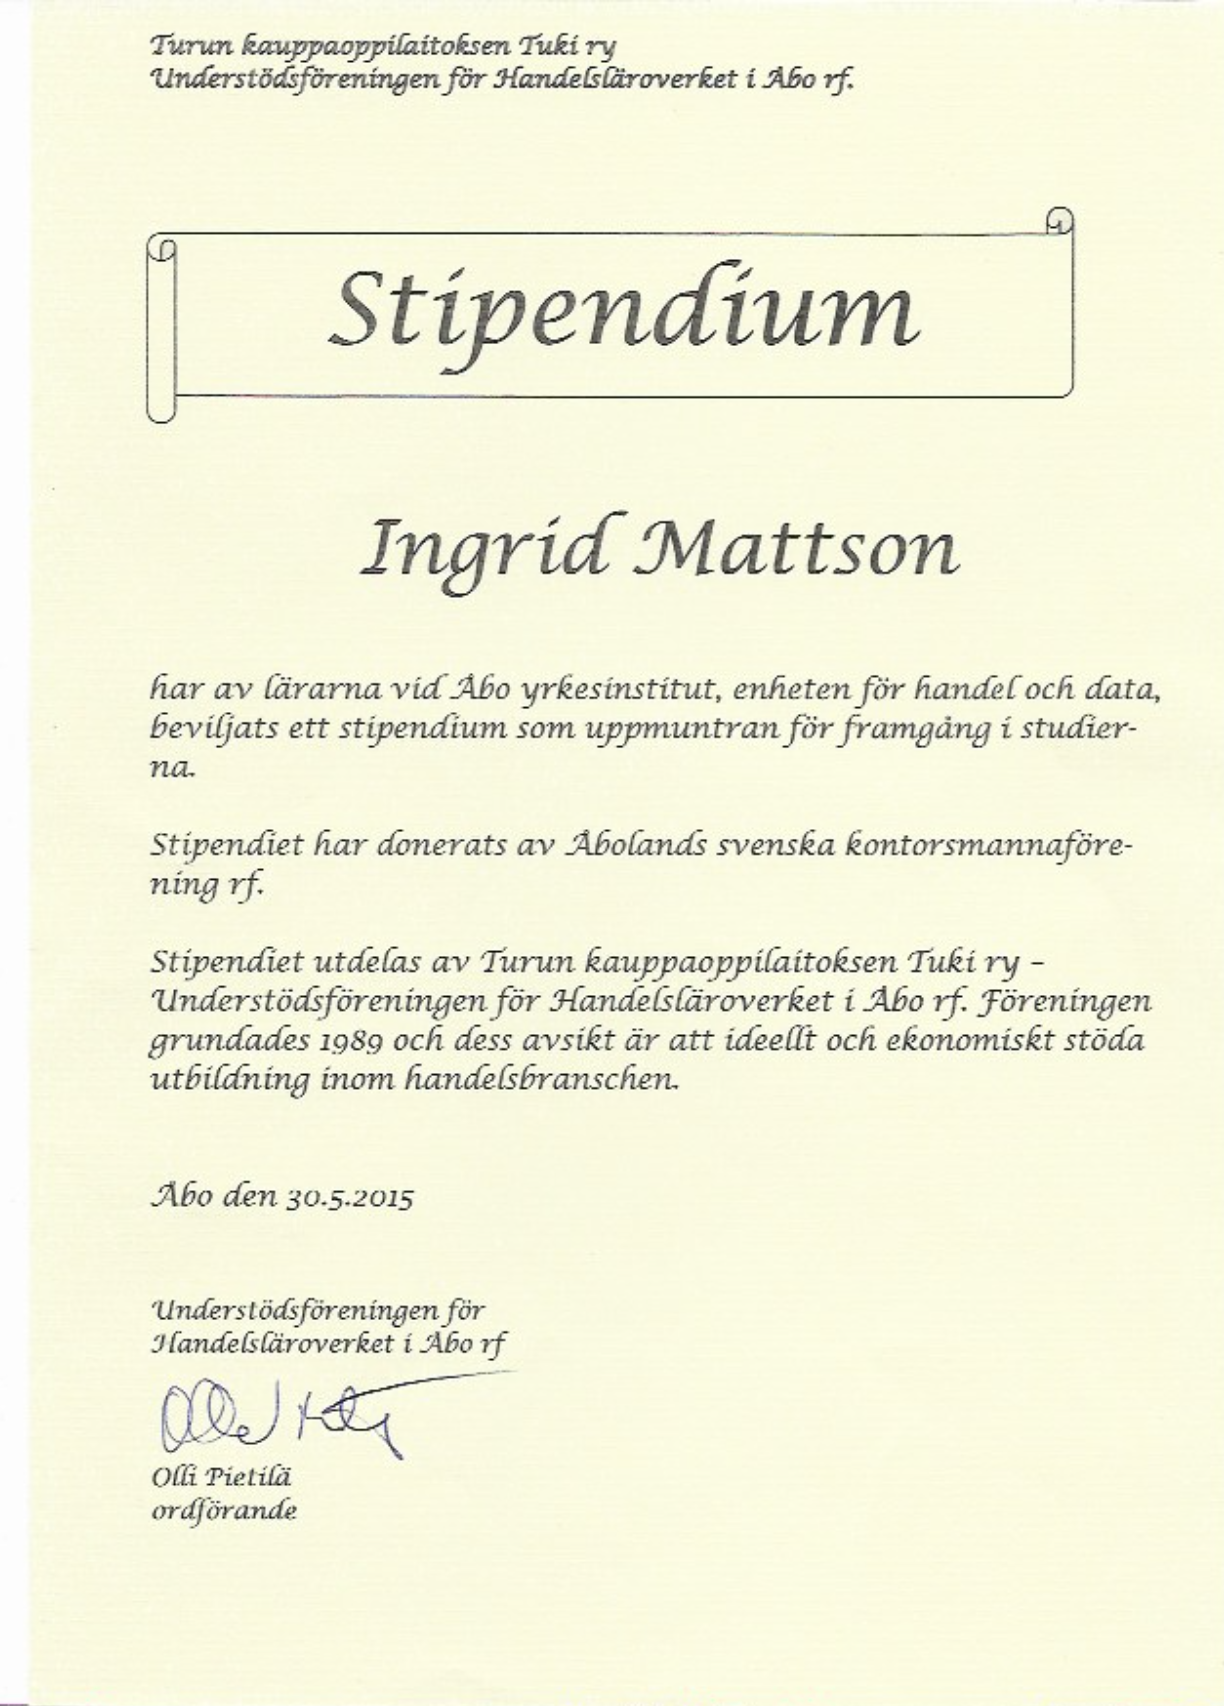 Turun kauppaoppilaitoksen Tuki ry
Understödsföreningen för Handelsläroverket i Åbo rf.
Stipendium
Ingrid Mattson
har av lärarna vid Åbo yrkesinstitut, enheten för handel och data,
beviljats ett stipendium som uppmuntran för framgång i studier-
na.
Stipendiet har donerats av Åbolands svenska kontorsmannaföre-
ning rf.
Stipendiet utdelas av Turun kauppaoppilaitoksen Tuki ry –
Understödsföreningen för Handelsläroverket i Åbo rf. Föreningen
grundades 1989 och dess avsikt är att ideellt och ekonomiskt stöda
utbildning inom handelsbranschen.
Åbo den 30.5.2015
Understödsföreningen för
Handelsläroverket i Åbo rf
Olli Pietilä
ordförande